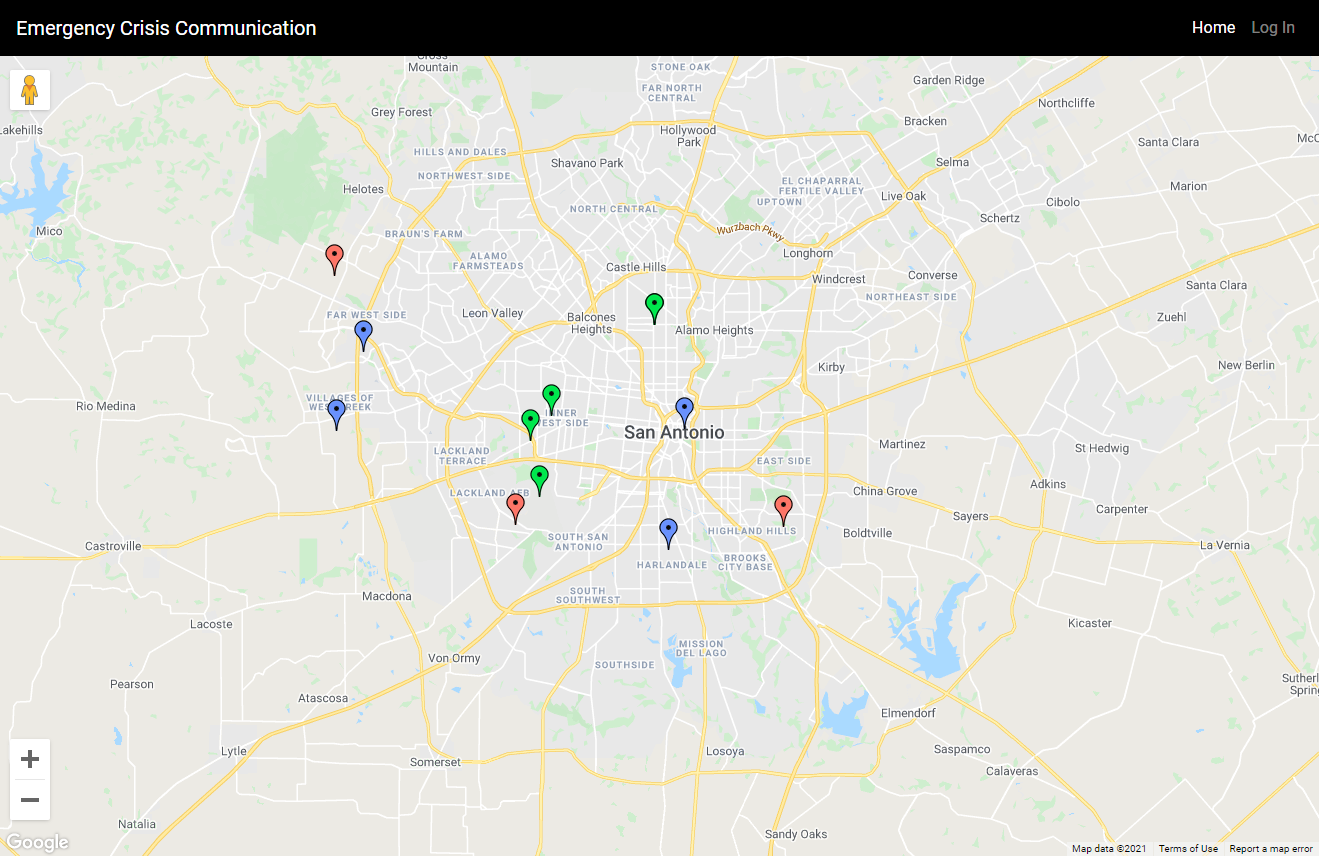 Emergency Crisis Communication
Home
Log In
Cross
Mountain
STONE OAK
FAR NORTH
CENTRAL
Garden Ridge
Northcliffe
Grey Forest
Bracken
Lakehills
Hollywood
Park
Santa Clara
HILLS AND DALES
Shavano Park
Selma
NORTHWEST SIDE
EL CHAPARRAL
FERTILE VALLEY
Marion
Helotes
UPTOWN
Live Oak
Cibolo
NORTH CENTRAL
Schertz
Mico
BRAUN'S FARM
Wurzbach Pkwy
Longhorn
ALAMO
FARMSTEADS
Castle Hills
Windcrest
Converse
Santa Clara
NORTHEAST SIDE
FAR WEST SIDE
Leon Valley
Balcones
Heights
Alamo Heights
Zuehl
Kirby
New Berlin
VILLAGES OF
WESTCREEK
Rio Medina
INNER
WEST SIDE
San Antonio
Martinez
St Hedwig
LACKLAND
TERRACE
EAST SIDE
Adkins
LACKLAND AFB
China Grove
Carpenter
Sayers
HIGHLAND HILLS
Boldtville
SOUTH SAN
ANTONIO
Castroville
La Vernia
HARLANDALE
BROOKS
CITY BASE
Macdona
SOUTH
SOUTHWEST
Lacoste
Kicaster
MISSION
DEL LAGO
Von Ormy
SOUTHSIDE
Pearson
Atascosa
Sutherl
Spring
Elmendorf
Lytle
Losoya
Saspamco
Somerset
Calaveras
Natalia
Sandy Oaks
Google
Map data ©2021
Terms of Use
Report a map error